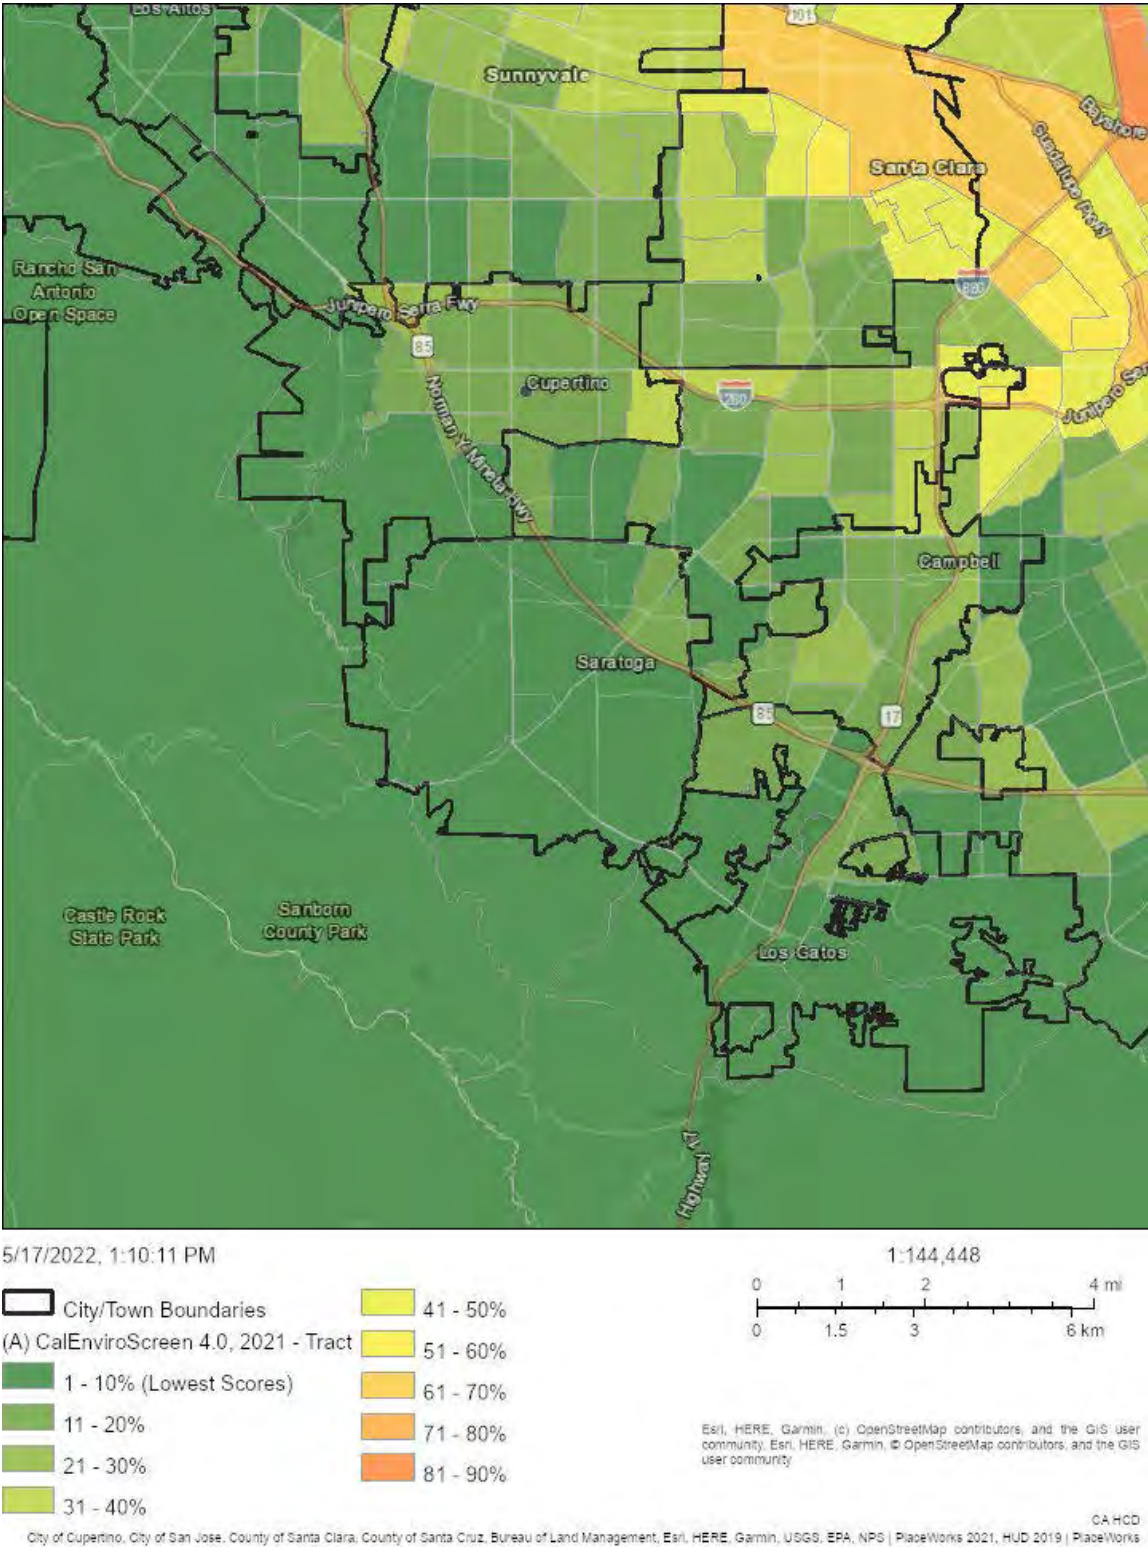 Los Altos
101
Sunnyvale
Bayshore
Guadalupe Pkwy
Santa Clara
Rancho San
Antonio
Open Space
880
Junipero Serra Fwy
85
Cupertino
280
Junipero Ser
Norman Y Mineta Hwy
Campbell
Saratoga
85
17
Castle Rock
State Park
Sanborn
County Park
Los Gatos
Highway 17
5/17/2022, 1:10:11 PM
1:144,448
0 1 2 4 mi
0 1.5 3 6 km
City/Town Boundaries
(A) CalEnviroScreen 4.0, 2021 - Tract
1 - 10% (Lowest Scores)
11 - 20%
21 - 30%
31 - 40%
41 - 50%
51 - 60%
61 - 70%
71 - 80%
81 - 90%
Esri, HERE, Garmin, (c) OpenStreetMap contributors, and the GIS user
community, Esri, HERE, Garmin, © OpenStreetMap contributors, and the GIS
user community
CA HCD
City of Cupertino, City of San Jose, County of Santa Clara, County of Santa Cruz, Bureau of Land Management, Esri, HERE, Garmin, USGS, EPA, NPS | PlaceWorks 2021, HUD 2019 | PlaceWorks